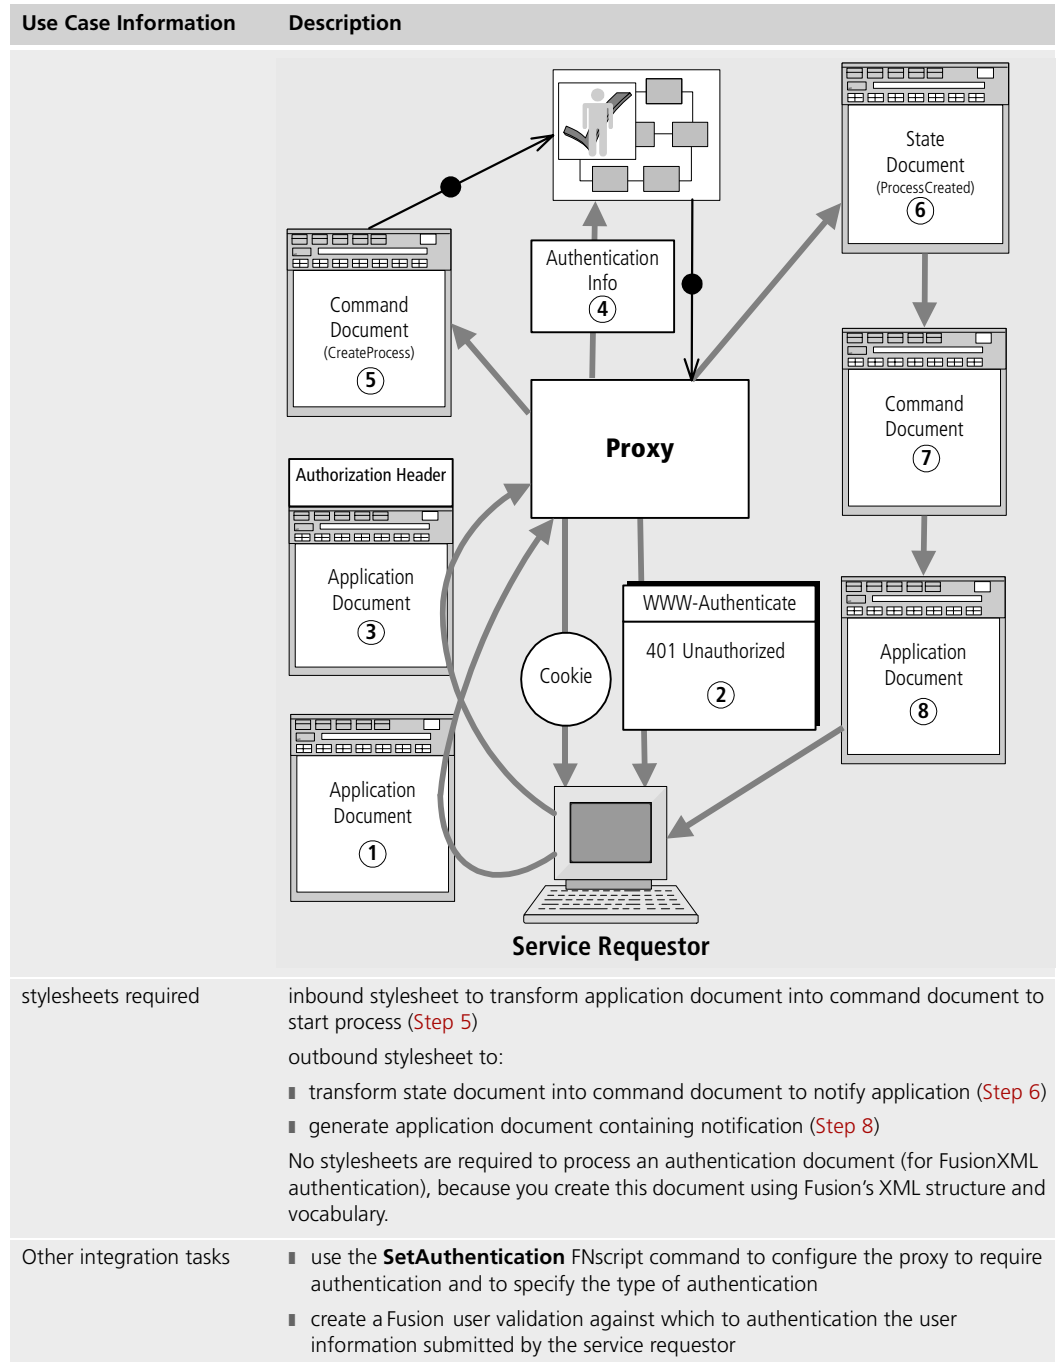 Use Case Information Description
State
Document
(ProcessCreated)
6
Authentication
Info
4
Command
Document
(CreateProcess)
5
Command
Document
7
Proxy
Authorization Header
Application
Document
3
WWW-Authenticate
401 Unauthorized
2
Cookie
Application
Document
8
Application
Document
1
Service Requestor
stylesheets required
inbound stylesheet to transform application document into command document to
start process (Step 5)
outbound stylesheet to:
transform state document into command document to notify application (Step 6)
generate application document containing notification (Step 8)
No stylesheets are required to process an authentication document (for FusionXML
authentication), because you create this document using Fusion's XML structure and
vocabulary.
Other integration tasks
use the SetAuthentication FNscript command to configure the proxy to require
authentication and to specify the type of authentication
create a Fusion user validation against which to authentication the user
information submitted by the service requestor